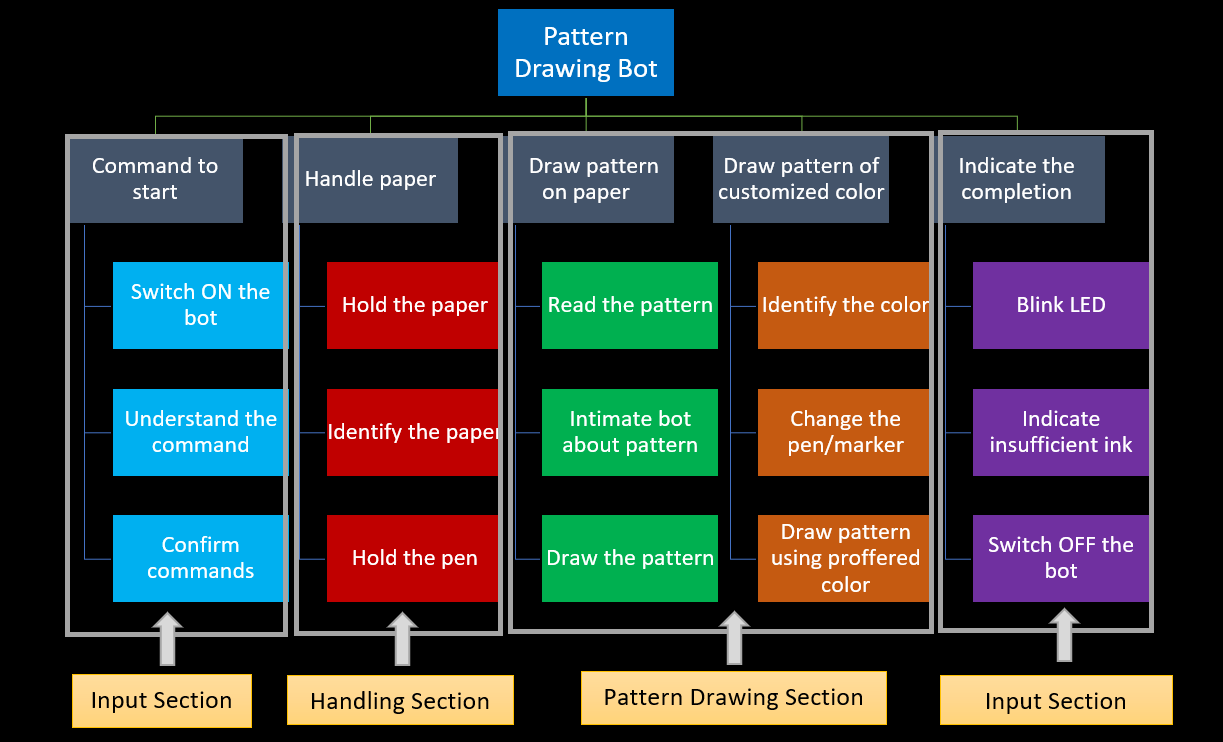 Pattern
Drawing Bot
Command to
start
Handle paper
Draw pattern
on paper
Draw pattern of
customized color
Indicate the
completion
Switch ON the
bot
Hold the paper
Read the pattern
Identify the color
Blink LED
Understand the
command
Identify the paper
Intimate bot
about pattern
Change the
pen/marker
Indicate
insufficient ink
Confirm
commands
Hold the pen
Draw the pattern
Draw pattern
using proffered
color
Switch OFF the
bot
Input Section
Handling Section
Pattern Drawing Section
Input Section